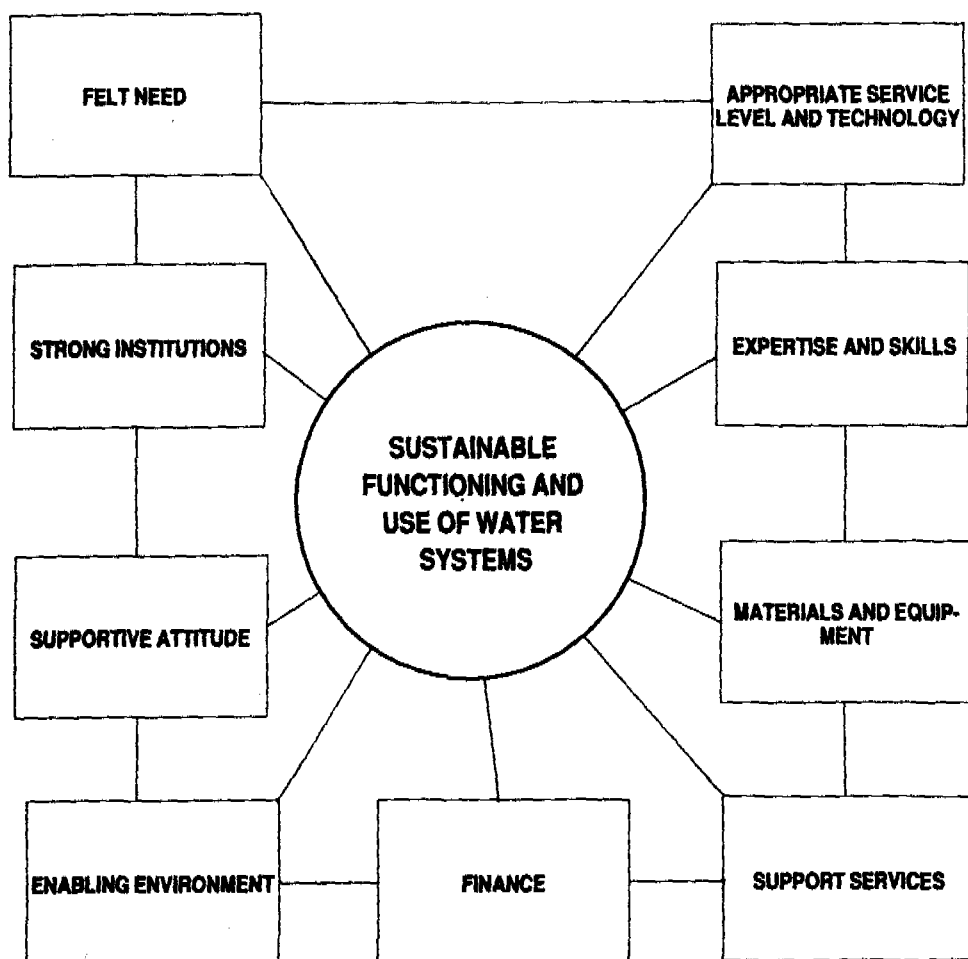 FELT NEED
APPROPRIATE SERVICE
LEVEL AND TECHNOLOGY
STRONG INSTITUTIONS
EXPERTISE AND SKILLS
SUSTAINABLE
FUNCTIONING AND
USE OF WATER
SYSTEMS
SUPPORTIVE ATTITUDE
MATERIALS AND EQUIP-
MENT
ENABLING ENVIRONMENT
FINANCE
SUPPORT SERVICES